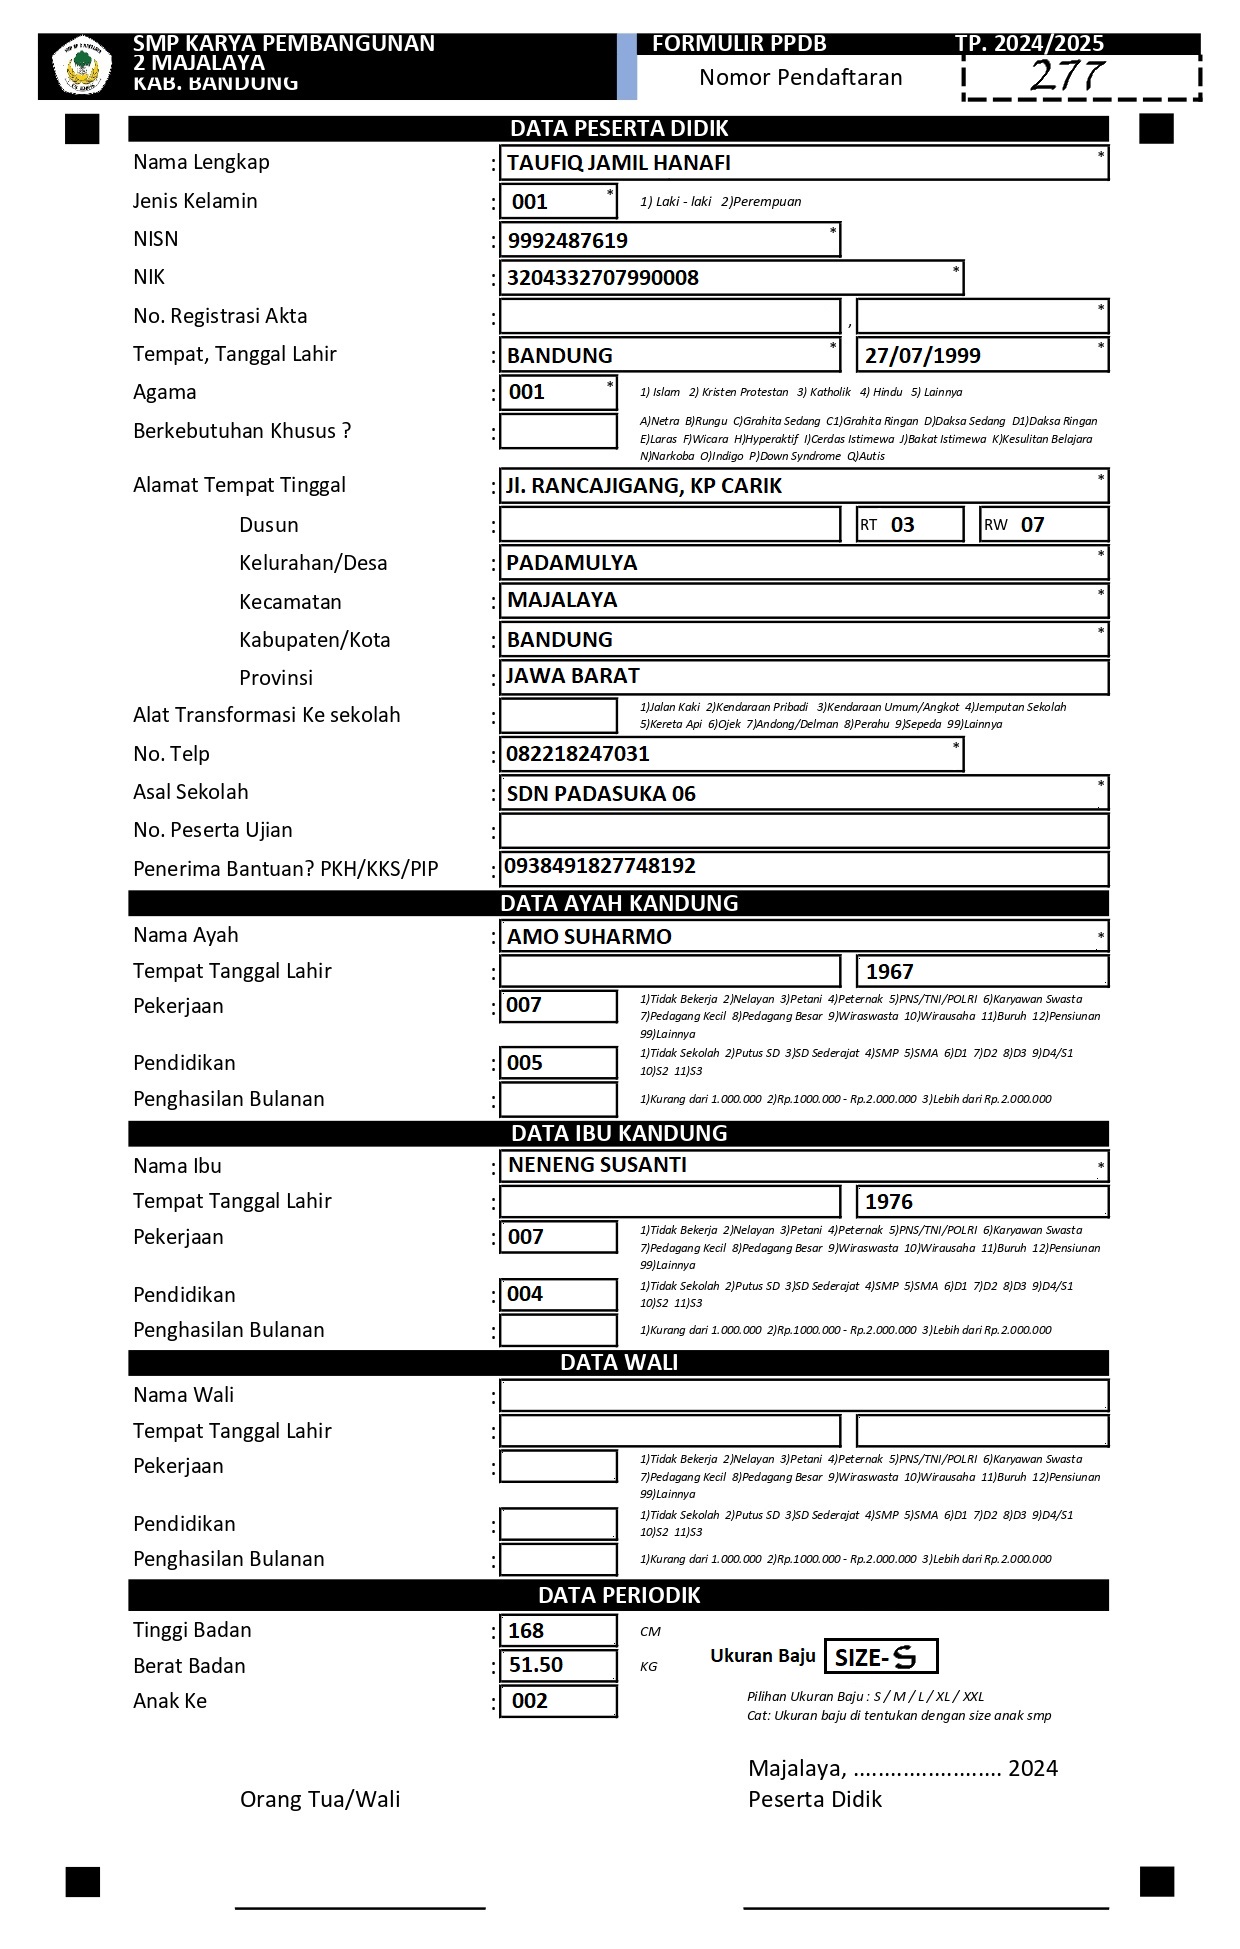 SMP KARYA PEMBANGUNAN
2 MAJALAYA
KAB. BANDUNG
FORMULIR PPDB TP. 2024/2025
Nomor Pendaftaran 277
DATA PESERTA DIDIK
Nama Lengkap : TAUFIQ JAMIL HANAFI *
Jenis Kelamin : 001 * 1) Laki - laki 2)Perempuan
NISN : 9992487619 *
NIK : 3204332707990008 *
No. Registrasi Akta : , *
Tempat, Tanggal Lahir : BANDUNG * 27/07/1999 *
Agama : 001 * 1) Islam 2) Kristen Protestan 3) Katholik 4) Hindu 5) Lainnya
Berkebutuhan Khusus ? : A)Netra B)Rungu C)Grahita Sedang C1)Grahita Ringan D)Daksa Sedang D1)Daksa Ringan
E)Laras F)Wicara H)Hyperaktif I)Cerdas Istimewa J)Bakat Istimewa K)Kesulitan Belajara
N)Narkoba O)Indigo P)Down Syndrome Q)Autis
Alamat Tempat Tinggal : Jl. RANCAJIGANG, KP CARIK *
Dusun : RT 03 RW 07
Kelurahan/Desa : PADAMULYA *
Kecamatan : MAJALAYA *
Kabupaten/Kota : BANDUNG *
Provinsi : JAWA BARAT
Alat Transformasi Ke sekolah : 1)Jalan Kaki 2)Kendaraan Pribadi 3)Kendaraan Umum/Angkot 4)Jemputan Sekolah
5)Kereta Api 6)Ojek 7)Andong/Delman 8)Perahu 9)Sepeda 99)Lainnya
No. Telp : 082218247031 *
Asal Sekolah : SDN PADASUKA 06 *
No. Peserta Ujian :
Penerima Bantuan? PKH/KKS/PIP : 0938491827748192
DATA AYAH KANDUNG
Nama Ayah : AMO SUHARMO *
Tempat Tanggal Lahir : 1967
Pekerjaan : 007 1)Tidak Bekerja 2)Nelayan 3)Petani 4)Peternak 5)PNS/TNI/POLRI 6)Karyawan Swasta
7)Pedagang Kecil 8)Pedagang Besar 9)Wiraswasta 10)Wirausaha 11)Buruh 12)Pensiunan
99)Lainnya
Pendidikan : 005 1)Tidak Sekolah 2)Putus SD 3)SD Sederajat 4)SMP 5)SMA 6)D1 7)D2 8)D3 9)D4/S1
10)S2 11)S3
Penghasilan Bulanan : 1)Kurang dari 1.000.000 2)Rp.1000.000 - Rp.2.000.000 3)Lebih dari Rp.2.000.000
DATA IBU KANDUNG
Nama Ibu : NENENG SUSANTI *
Tempat Tanggal Lahir : 1976
Pekerjaan : 007 1)Tidak Bekerja 2)Nelayan 3)Petani 4)Peternak 5)PNS/TNI/POLRI 6)Karyawan Swasta
7)Pedagang Kecil 8)Pedagang Besar 9)Wiraswasta 10)Wirausaha 11)Buruh 12)Pensiunan
99)Lainnya
Pendidikan : 004 1)Tidak Sekolah 2)Putus SD 3)SD Sederajat 4)SMP 5)SMA 6)D1 7)D2 8)D3 9)D4/S1
10)S2 11)S3
Penghasilan Bulanan : 1)Kurang dari 1.000.000 2)Rp.1000.000 - Rp.2.000.000 3)Lebih dari Rp.2.000.000
DATA WALI
Nama Wali :
Tempat Tanggal Lahir :
Pekerjaan : 1)Tidak Bekerja 2)Nelayan 3)Petani 4)Peternak 5)PNS/TNI/POLRI 6)Karyawan Swasta
7)Pedagang Kecil 8)Pedagang Besar 9)Wiraswasta 10)Wirausaha 11)Buruh 12)Pensiunan
99)Lainnya
Pendidikan : 1)Tidak Sekolah 2)Putus SD 3)SD Sederajat 4)SMP 5)SMA 6)D1 7)D2 8)D3 9)D4/S1
10)S2 11)S3
Penghasilan Bulanan : 1)Kurang dari 1.000.000 2)Rp.1000.000 - Rp.2.000.000 3)Lebih dari Rp.2.000.000
DATA PERIODIK
Tinggi Badan : 168 CM
Ukuran Baju SIZE-S
Berat Badan : 51.50 KG
Anak Ke : 002
Pilihan Ukuran Baju : S / M / L / XL / XXL
Cat: Ukuran baju di tentukan dengan size anak smp
Majalaya, ........................ 2024
Orang Tua/Wali Peserta Didik